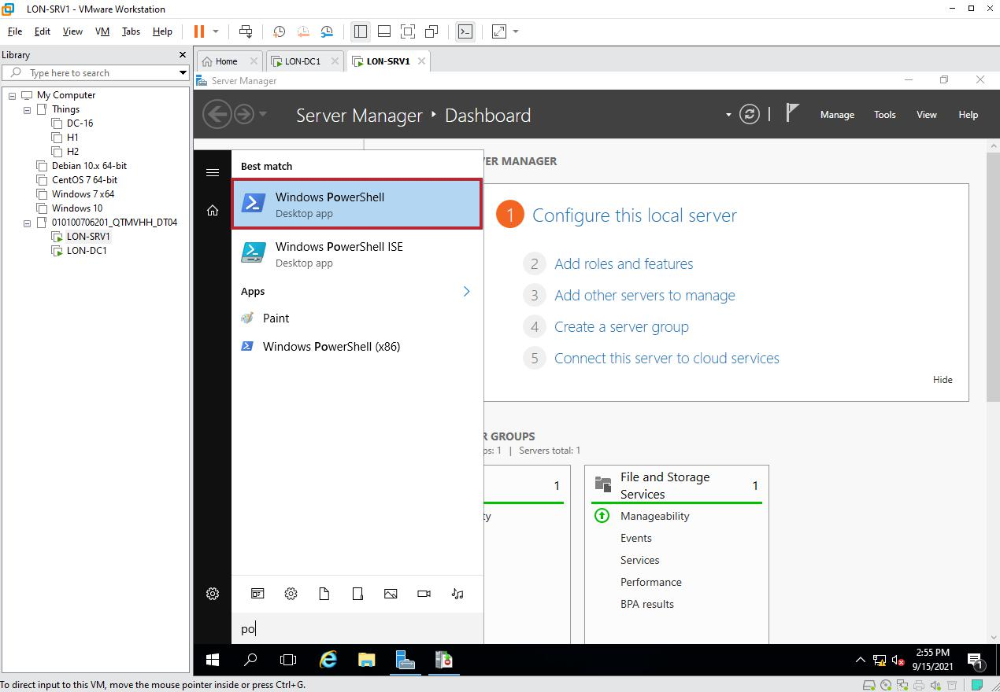 LON-SRV1 - VMware Workstation
File Edit View VM Tabs Help
Library
Type here to search
My Computer
Things
DC-16
H1
H2
Debian 10.x 64-bit
CentOS 7 64-bit
Windows 7 x64
Windows 10
010100706201_QTMVHH_DT04
LON-SRV1
LON-DC1
Home LON-DC1 LON-SRV1
Server Manager
Server Manager Dashboard
Manage Tools View Help
Best match
Windows PowerShell
Desktop app
Windows PowerShell ISE
Desktop app
Apps
Paint
Windows PowerShell (x86)
po
ER MANAGER
1 Configure this local server
2 Add roles and features
3 Add other servers to manage
4 Create a server group
5 Connect this server to cloud services
Hide
R GROUPS
ps: 1 | Servers total: 1
1
ty
File and Storage
Services
1
Manageability
Events
Services
Performance
BPA results
2:55 PM
9/15/2021
1
To direct input to this VM, move the mouse pointer inside or press Ctrl+G.